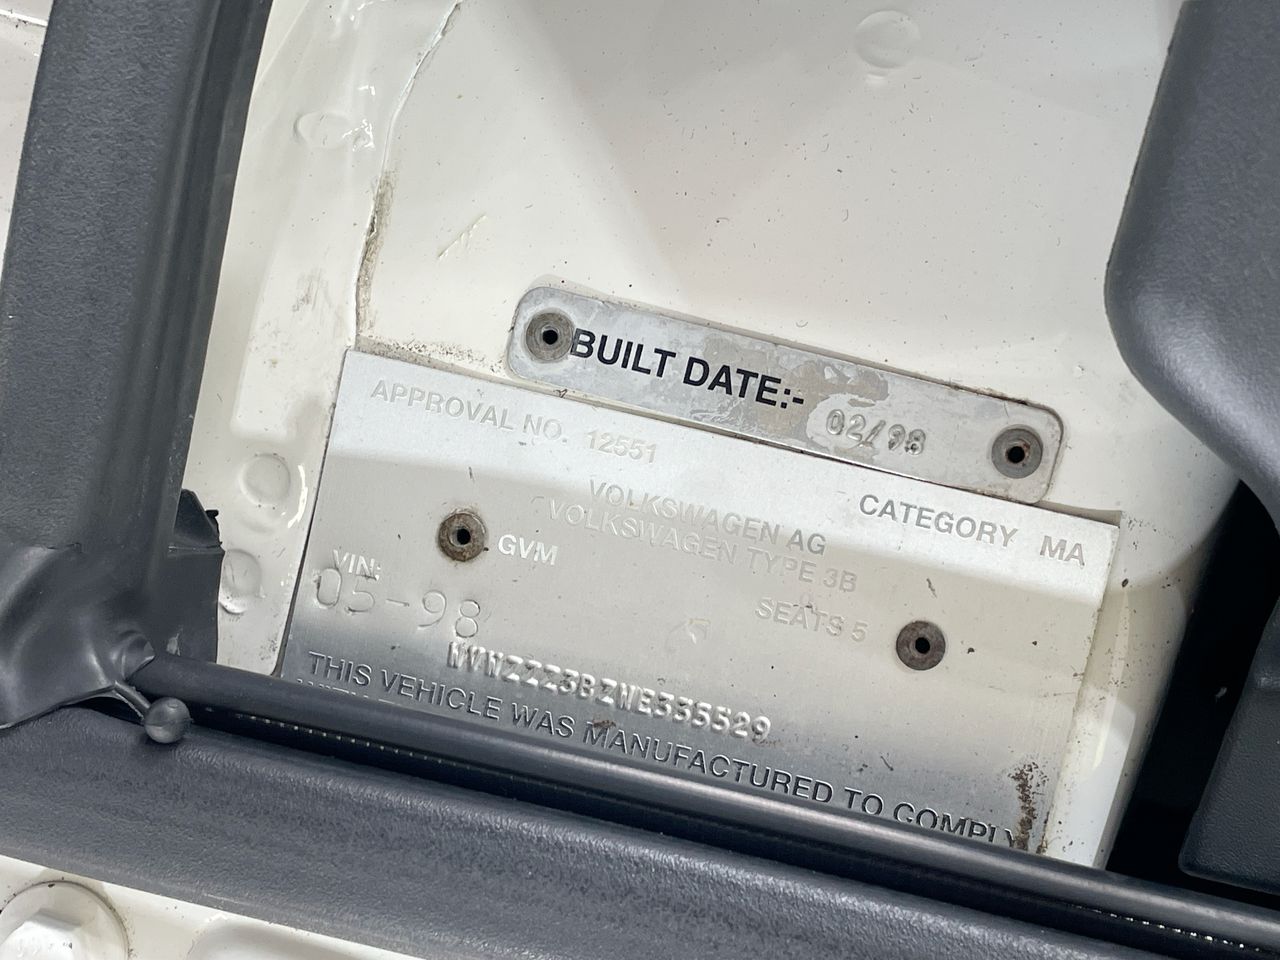 BUILT DATE:- 02/98
APPROVAL NO. 12551
CATEGORY MA
VOLKSWAGEN AG
VOLKSWAGEN TYPE 3B
GVM
SEATS 5
VIN:
05-98
WVWZZZ3BZWE335529
THIS VEHICLE WAS MANUFACTURED TO COMPLY